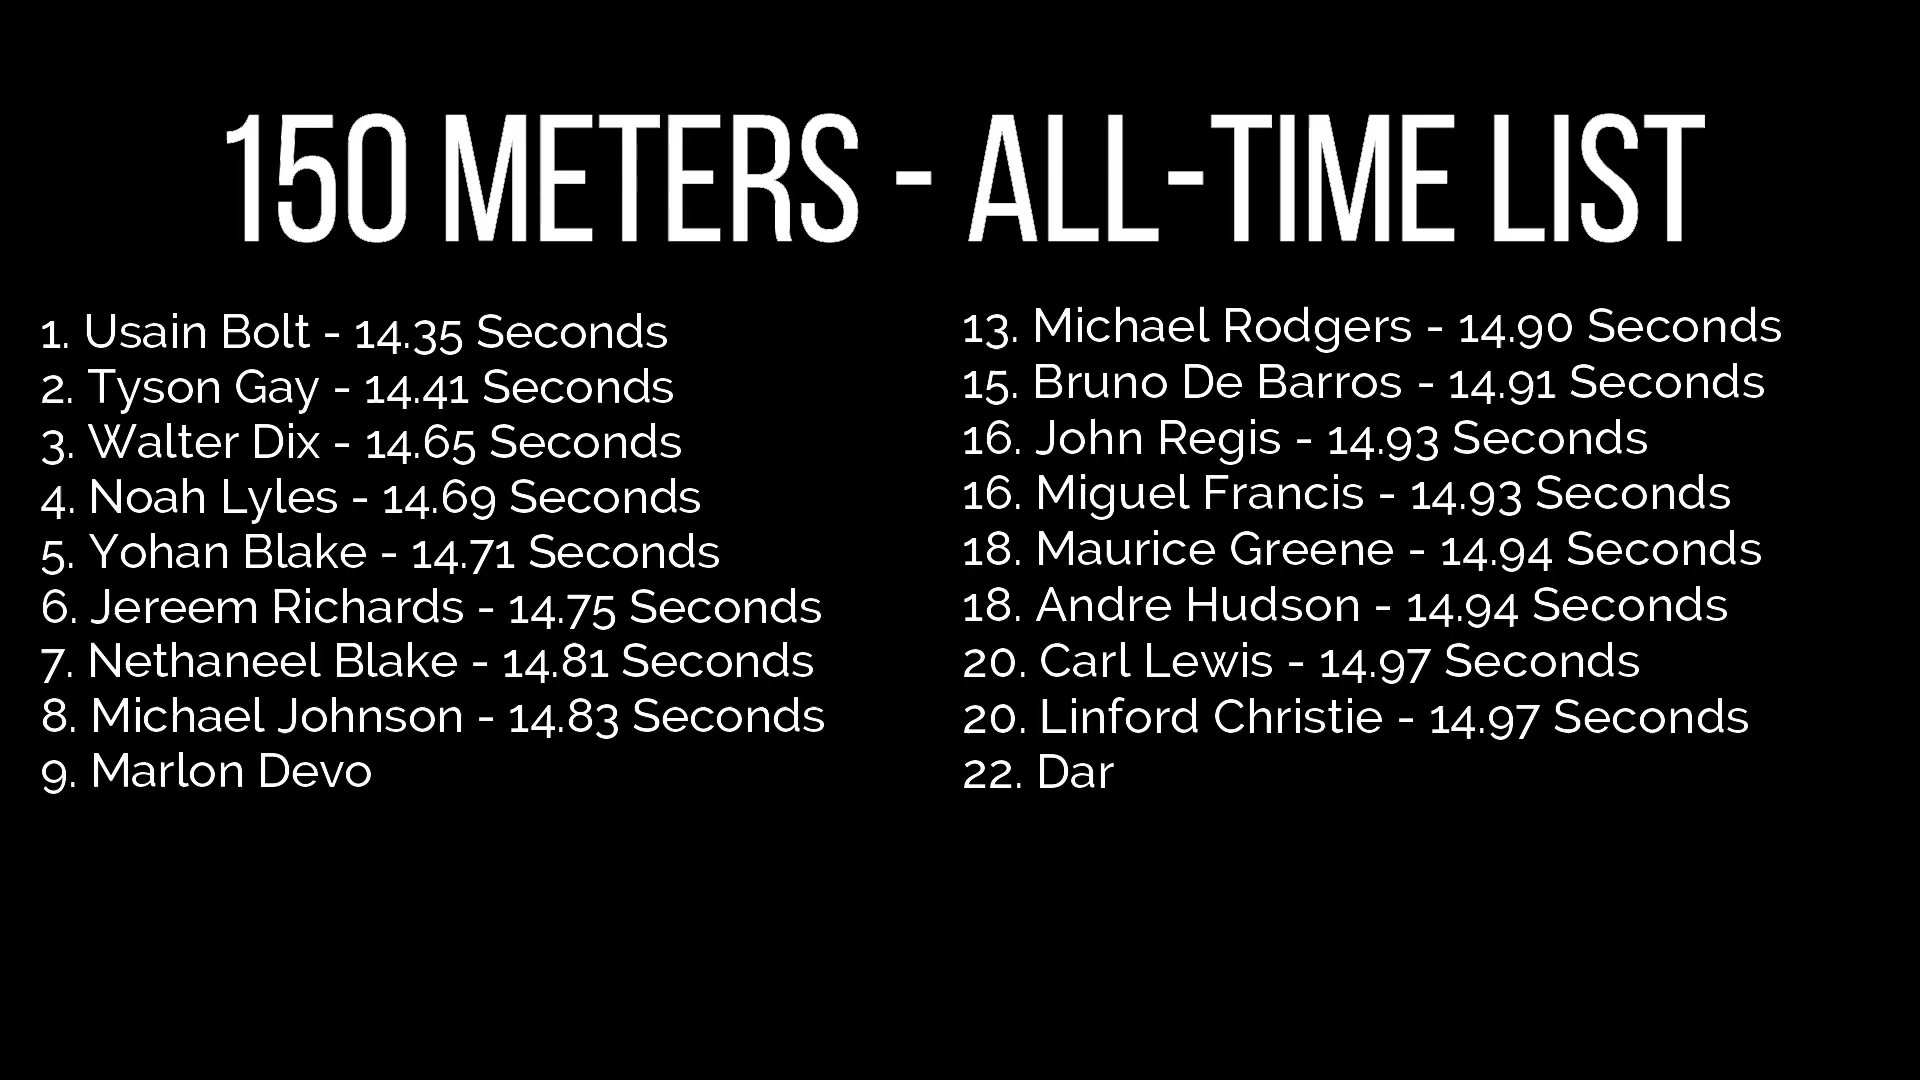 150 METERS - ALL-TIME LIST
1. Usain Bolt - 14.35 Seconds
2. Tyson Gay - 14.41 Seconds
3. Walter Dix - 14.65 Seconds
4. Noah Lyles - 14.69 Seconds
5. Yohan Blake - 14.71 Seconds
6. Jereem Richards - 14.75 Seconds
7. Nethaneel Blake - 14.81 Seconds
8. Michael Johnson - 14.83 Seconds
9. Marlon Devo
13. Michael Rodgers - 14.90 Seconds
15. Bruno De Barros - 14.91 Seconds
16. John Regis - 14.93 Seconds
16. Miguel Francis - 14.93 Seconds
18. Maurice Greene - 14.94 Seconds
18. Andre Hudson - 14.94 Seconds
20. Carl Lewis - 14.97 Seconds
20. Linford Christie - 14.97 Seconds
22. Dar